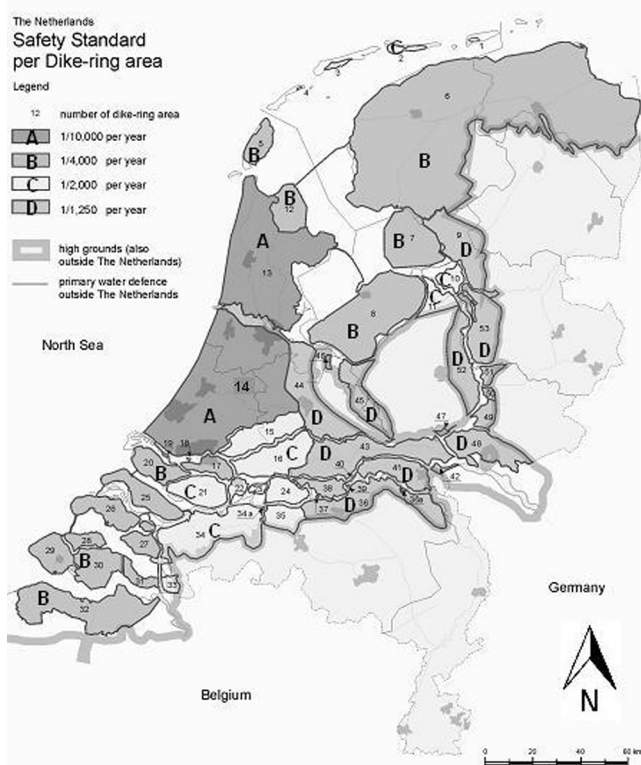 The Netherlands
Safety Standard
per Dike-ring area
Legend
12 number of dike-ring area
A 1/10,000 per year
B 1/4,000 per year
C 1/2,000 per year
D 1/1,250 per year
high grounds (also
outside The Netherlands)
primary water defence
outside The Netherlands
North Sea
Germany
Belgium
N
0 20 40 60 km
1
C
2
3
4
6
B
5
B
B
12
A
13
B 7
9
D
C 10
C
B
8
53
D
D
52
51
49
44
D
45
D
14
A
15
47
D 48
43
16 C D
40
41
D
42
19 18
17
20
B
C 21
22
24
38
39
D 36
37
35
34a
25
26
C
34
27
28
29
B 30
31
33
B
32